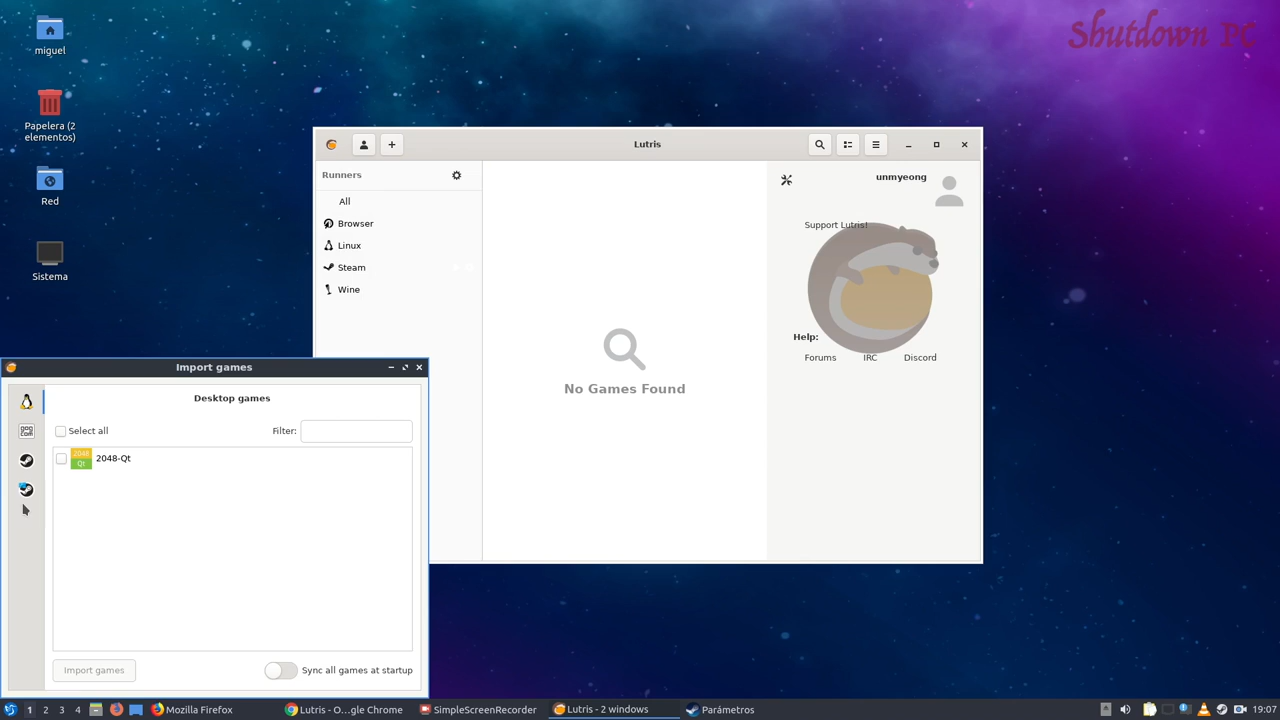 miguel
Papelera (2
elementos)
Red
Sistema
Shutdown PC
Lutris
Runners
All
Browser
Linux
Steam
Wine
No Games Found
unmyeong
Support Lutris!
Help:
Forums IRC Discord
Import games
Desktop games
Select all
Filter:
2048
Qt
2048-Qt
Import games
Sync all games at startup
1 2 3 4
Mozilla Firefox
Lutris - O...gle Chrome
SimpleScreenRecorder
Lutris - 2 windows
Parámetros
19:07